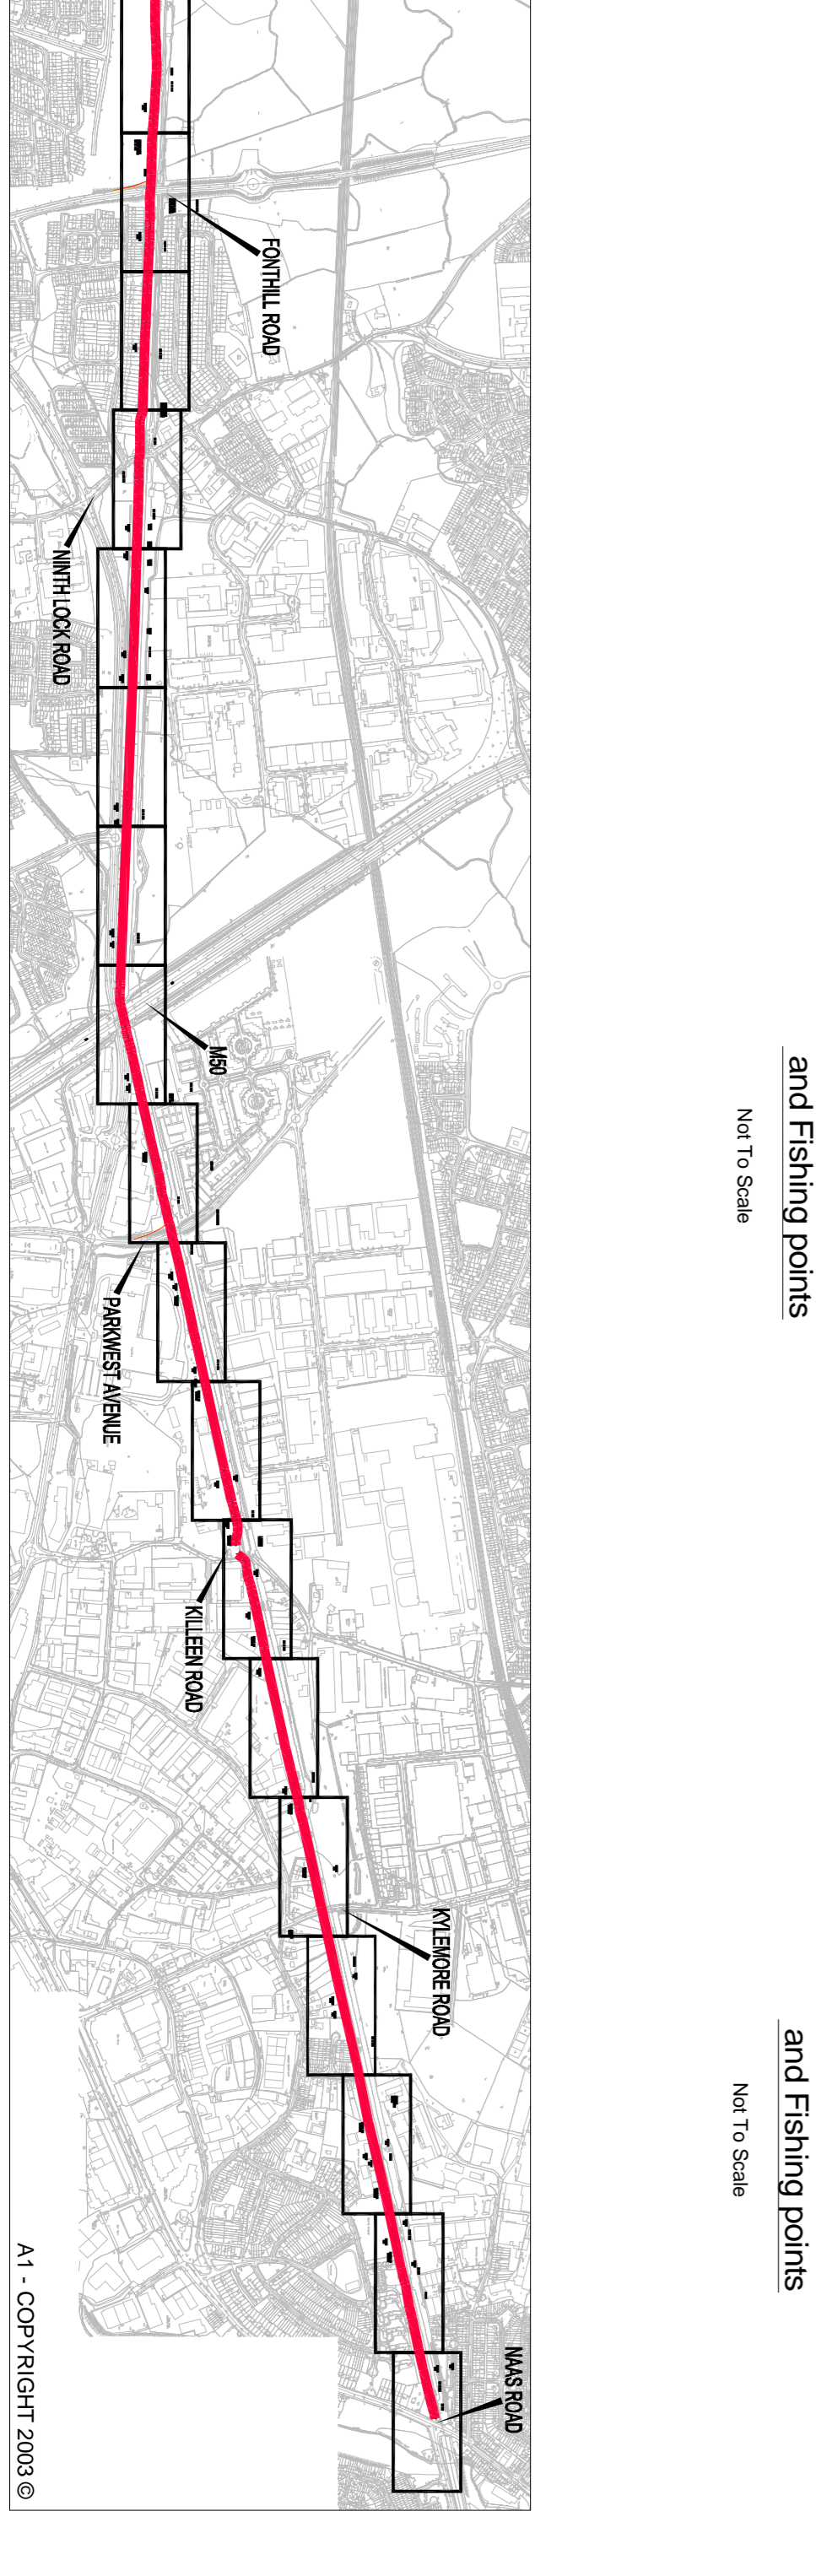 and Fishing points
Not To Scale
and Fishing points
Not To Scale
FONTHILL ROAD
NINTH LOCK ROAD
M50
PARKWEST AVENUE
KILLEEN ROAD
KYLEMORE ROAD
NAAS ROAD
A1 - COPYRIGHT 2003 ©